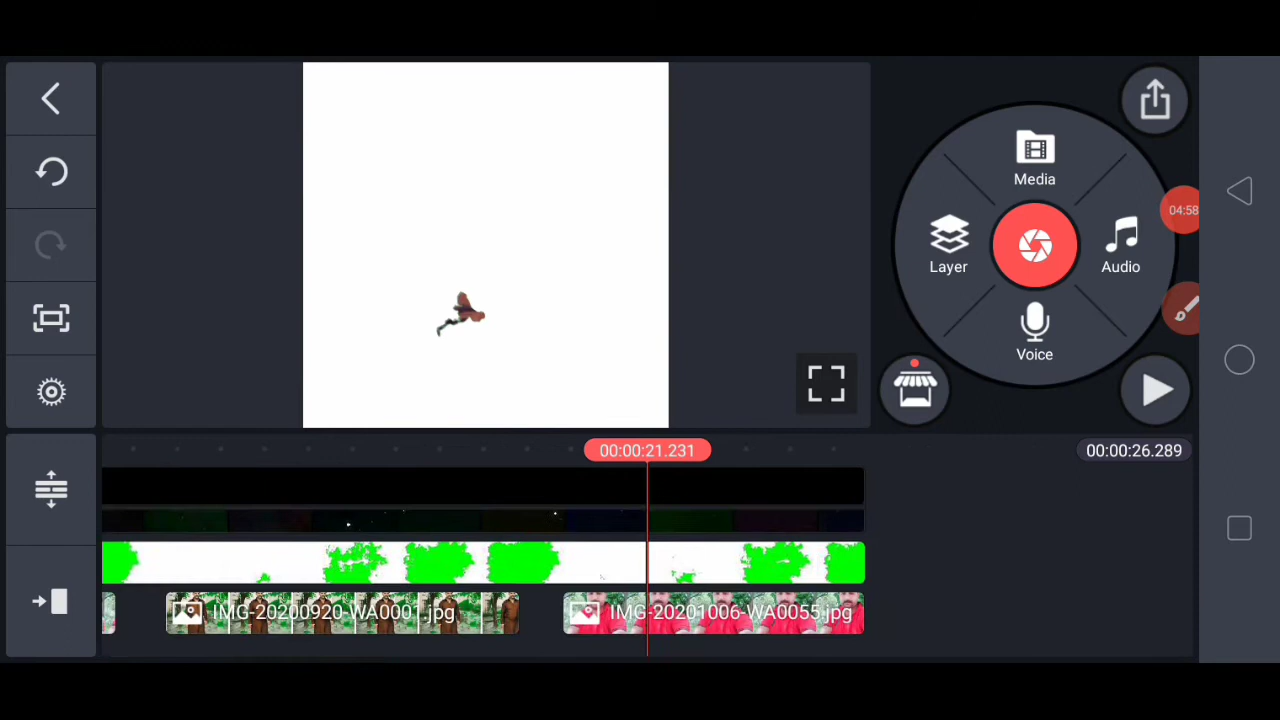 Media
04:58
Layer
Audio
Voice
00:00:21.231
00:00:26.289
IMG-20200920-WA0001.jpg
IMG-20201006-WA0055.jpg